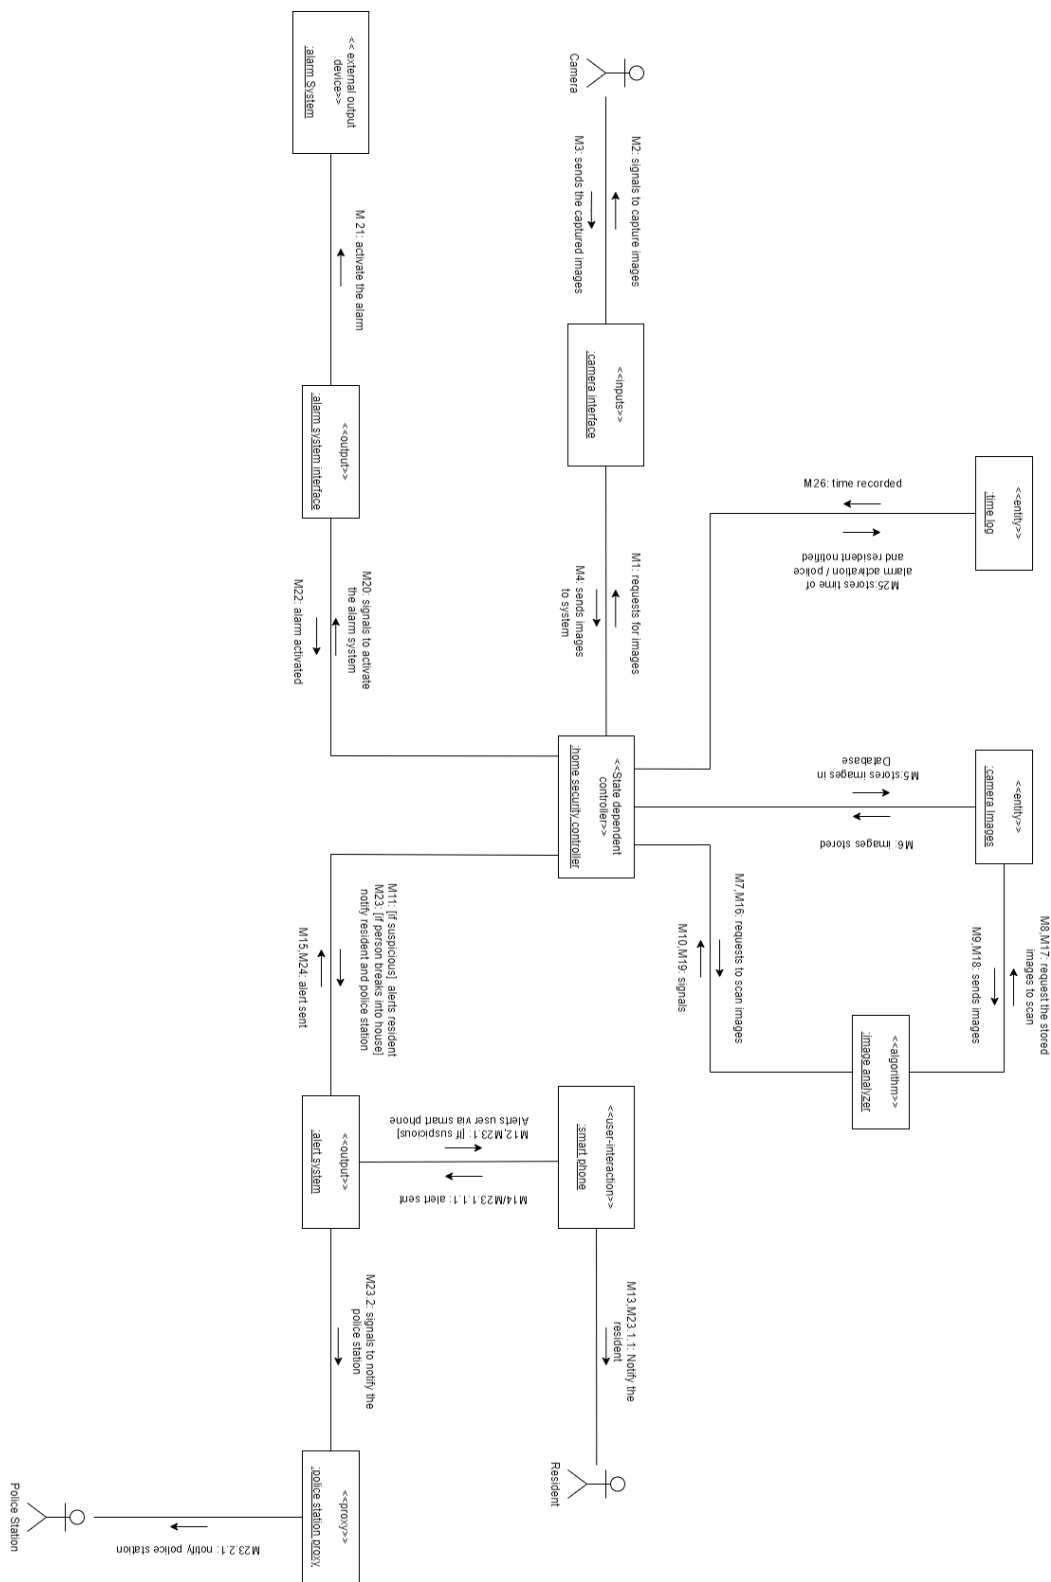 << external output
device>>
:alarm System
Camera
M 21: activate the alarm
M3: sends the captured images
M2: signals to capture images
<<output>>
:alarm system interface
<<inputs>>
:camera interface
<<entity>>
:time log
M26: time recorded
M25:stores time of
alarm activation / police
and resident notified
M22: alarm activated
M20: signals to activate
the alarm system
M4: sends images
to system
M1: requests for images
<<State dependent
controller>>
:home security controller
M5:stores images in
Database
M6: images stored
<<entity>>
:camera Images
M11: [if suspicious] alerts resident
M23: [if person breaks into house]
notify resident and police station
M15,M24: alert sent
M7,M16: requests to scan images
M10,M19: signals
M8,M17: request the stored
images to scan
M9,M18: sends images
<<algorithm>>
:image analyzer
<<output>>
:alert system
M12,M23.1: [If suspicious]
Alerts user via smart phone
M14/M23.1.1.1: alert sent
<<user-interaction>>
:smart phone
M23.2: signals to notify the
police station
M13,M23.1.1: Notify the
resident
<<proxy>>
:police station proxy
Resident
M23.2.1: notify police station
Police Station